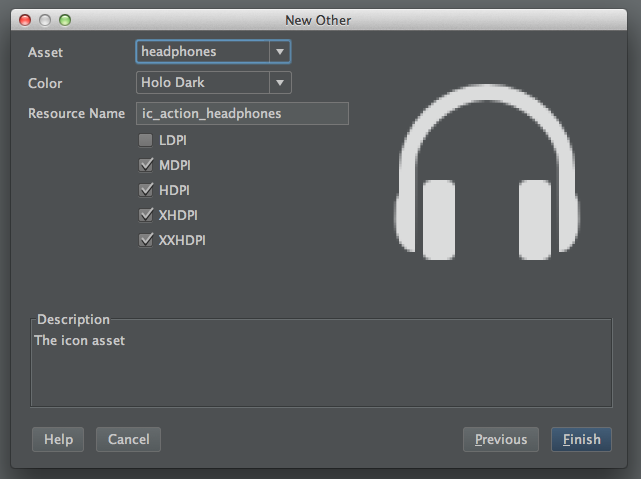 New Other
Asset headphones
Color Holo Dark
Resource Name ic_action_headphones
LDPI
MDPI
HDPI
XHDPI
XXHDPI
Description
The icon asset
Help Cancel Previous Finish